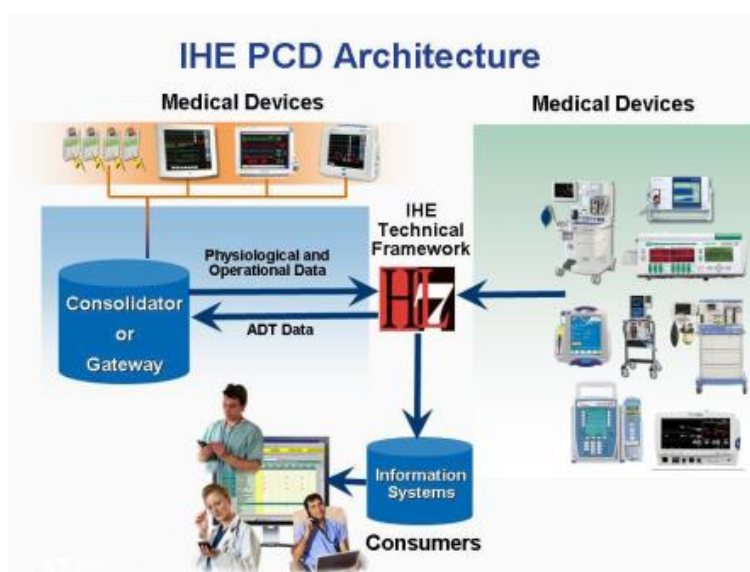 IHE PCD Architecture
Medical Devices
Medical Devices
IHE
Technical
Framework
Physiological and
Operational Data
HL7
ADT Data
Consolidator
or
Gateway
Information
Systems
Consumers